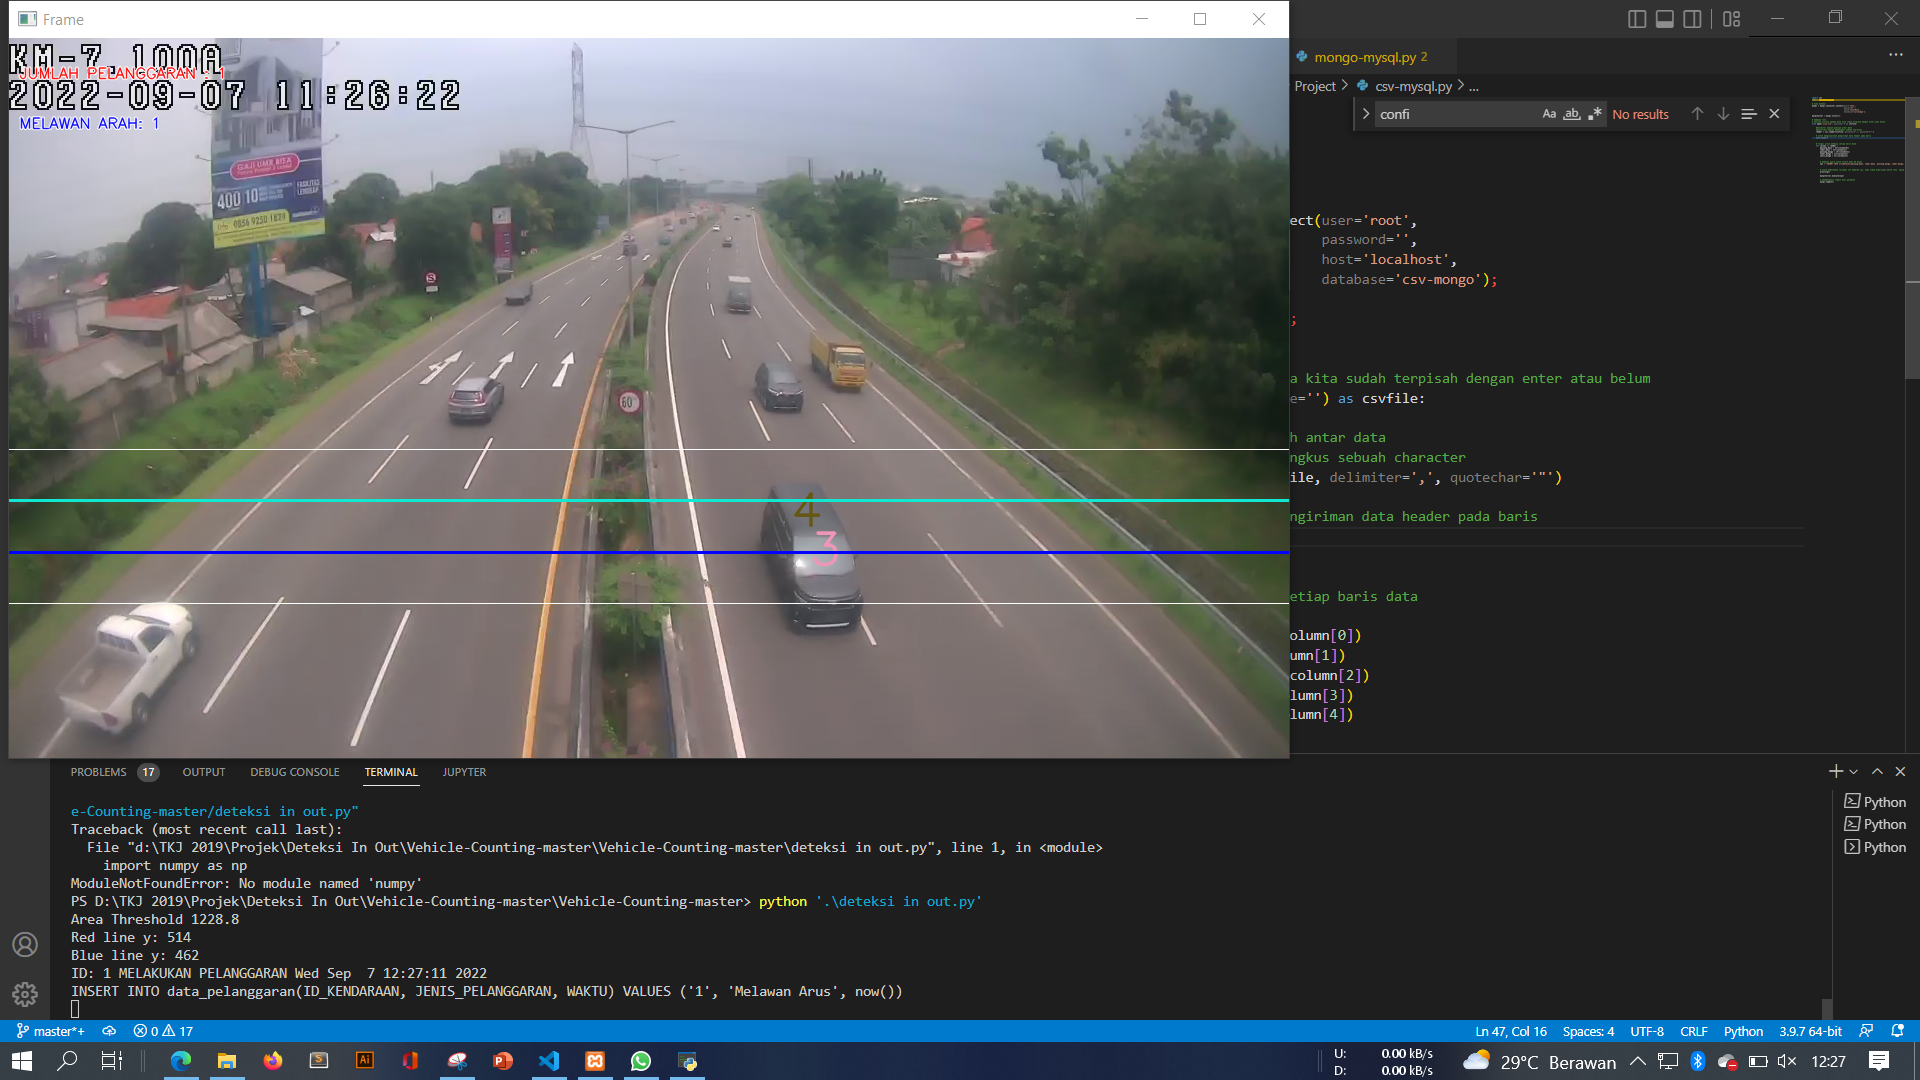 Frame
KM-7.100A
JUMLAH PELANGGARAN : 1
2022-09-07 11:26:22
MELAWAN ARAH: 1
GAJI UMR BISA
400 10
FASILITAS
LENGKAP
0856 9250 1829
S
60
4
3
mongo-mysql.py 2
Project > csv-mysql.py > ...
confi
Aa ab .* No results
ect(user='root',
password='',
host='localhost',
database='csv-mongo');
;
a kita sudah terpisah dengan enter atau belum
e='') as csvfile:
h antar data
ngkus sebuah character
ile, delimiter=',', quotechar='"')
ngiriman data header pada baris
etiap baris data
olumn[0])
umn[1])
column[2])
lumn[3])
lumn[4])
PROBLEMS 17 OUTPUT DEBUG CONSOLE TERMINAL JUPYTER
e-Counting-master/deteksi in out.py"
Traceback (most recent call last):
File "d:\TKJ 2019\Projek\Deteksi In Out\Vehicle-Counting-master\Vehicle-Counting-master\deteksi in out.py", line 1, in <module>
import numpy as np
ModuleNotFoundError: No module named 'numpy'
PS D:\TKJ 2019\Projek\Deteksi In Out\Vehicle-Counting-master\Vehicle-Counting-master> python '.\deteksi in out.py'
Area Threshold 1228.8
Red line y: 514
Blue line y: 462
ID: 1 MELAKUKAN PELANGGARAN Wed Sep  7 12:27:11 2022
INSERT INTO data_pelanggaran(ID_KENDARAAN, JENIS_PELANGGARAN, WAKTU) VALUES ('1', 'Melawan Arus', now())
Python
Python
Python
master*+ 0 17 Ln 47, Col 16 Spaces: 4 UTF-8 CRLF Python 3.9.7 64-bit
U: 0.00 kB/s
D: 0.00 kB/s
29°C Berawan 12:27